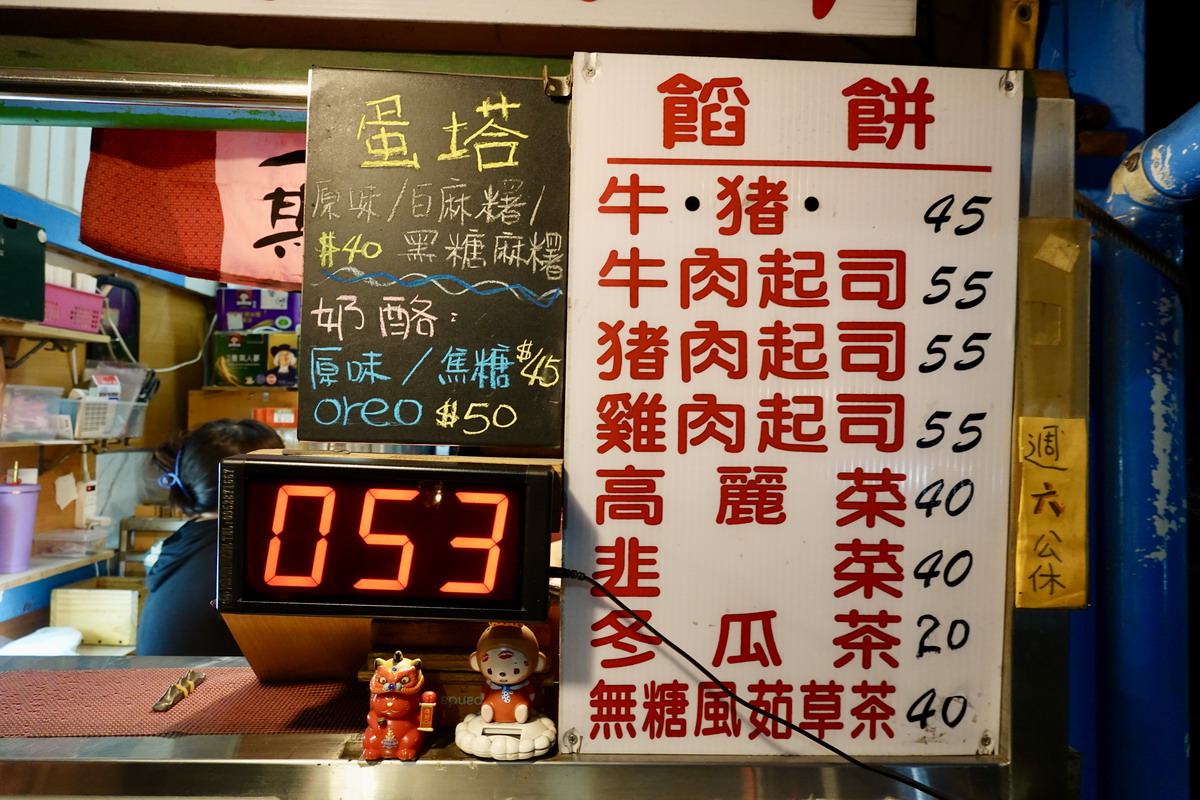 蛋塔
原味/白麻糬/
$40 黑糖麻糬
奶酪:
原味/焦糖$45
oreo $50
053
餡餅
牛・猪・ 45
牛肉起司 55
猪肉起司 55
雞肉起司 55
高麗菜 40
韭菜 40
冬瓜茶 20
無糖風茹草茶 40
週六公休